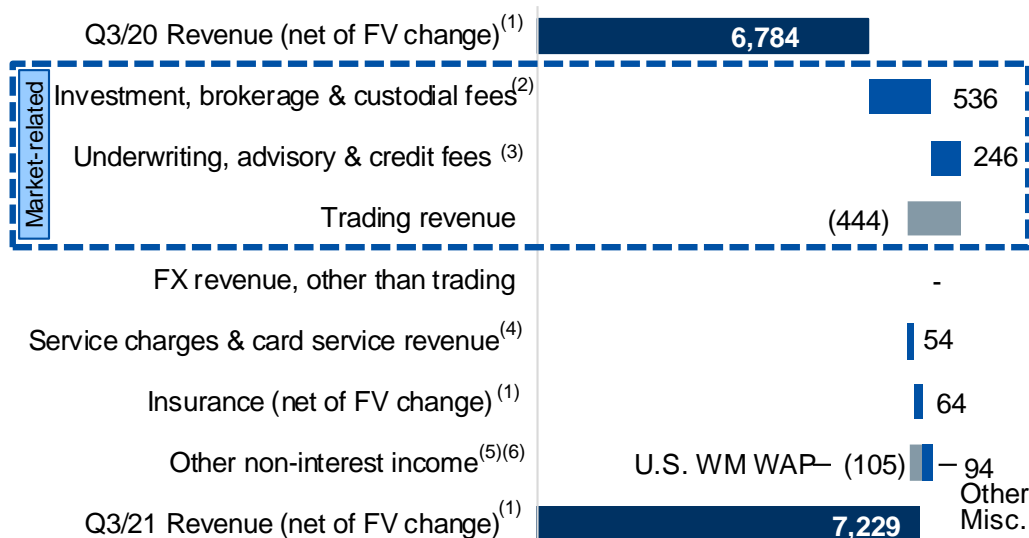 Q3/20 Revenue (net of FV change)(1) 6,784
Market-related
Investment, brokerage & custodial fees(2) 536
Underwriting, advisory & credit fees (3) 246
Trading revenue (444)
FX revenue, other than trading -
Service charges & card service revenue(4) 54
Insurance (net of FV change) (1) 64
Other non-interest income(5)(6) U.S. WM WAP (105) 94
Other
Misc.
Q3/21 Revenue (net of FV change)(1) 7,229